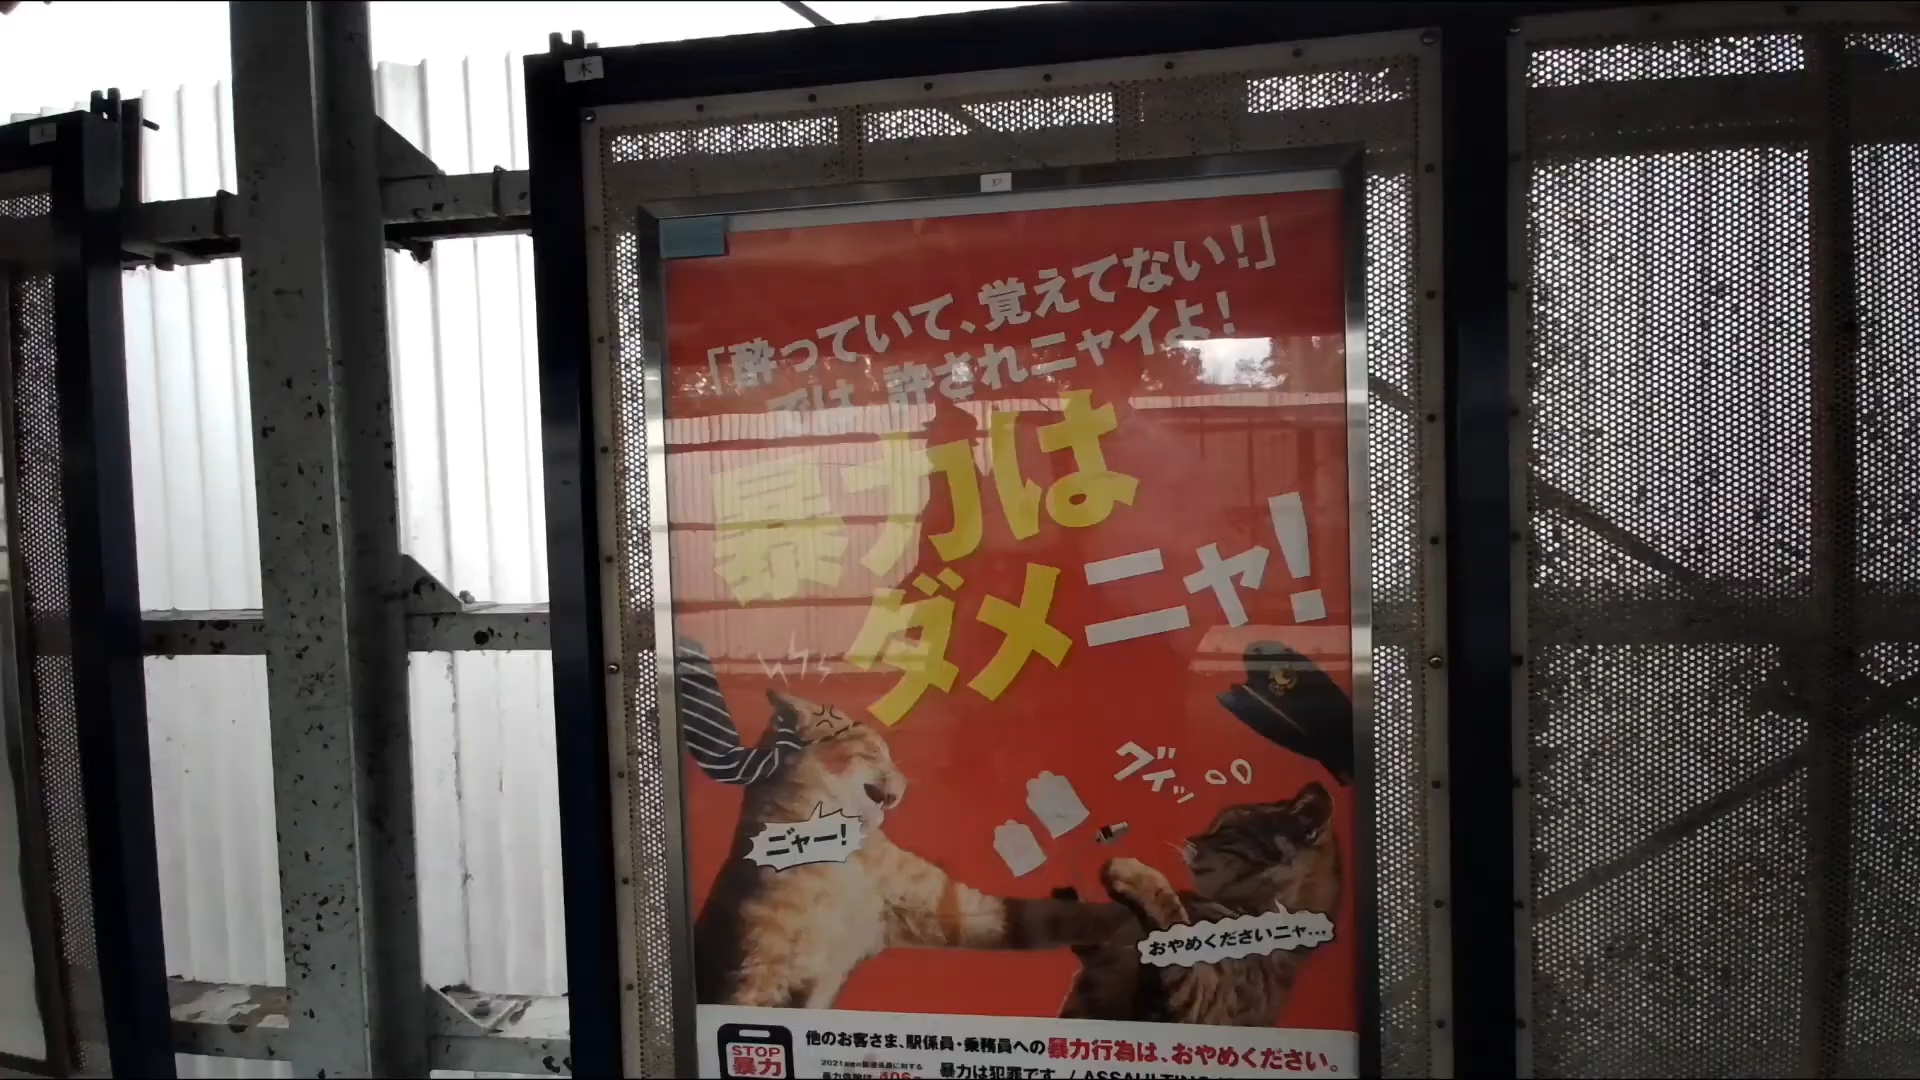 「酔っていて、覚えてない!」
では、許されニャイよ!
暴力は
ダメニャ!
グイッ
ニャー!
おやめくださいニャ…
STOP
暴力
他のお客さま、駅係員・乗務員への暴力行為は、おやめください。
暴力は犯罪です。/ ASSAULTING